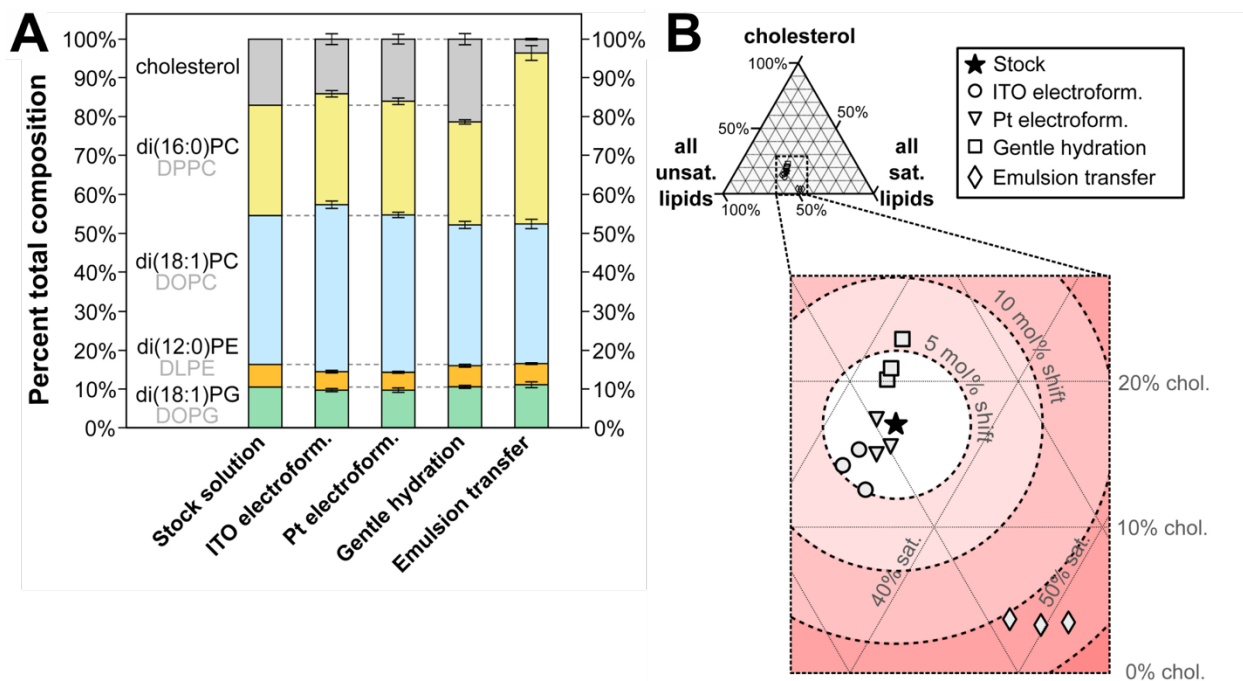 A
Percent total composition
100%
90%
80%
70%
60%
50%
40%
30%
20%
10%
0%
cholesterol
di(16:0)PC
DPPC
di(18:1)PC
DOPC
di(12:0)PE
DLPE
di(18:1)PG
DOPG
100%
90%
80%
70%
60%
50%
40%
30%
20%
10%
0%
Stock solution
ITO electroform.
Pt electroform.
Gentle hydration
Emulsion transfer
B
cholesterol
100%
50%
50%
all
unsat.
lipids
all
sat.
lipids
100%
50%
Stock
ITO electroform.
Pt electroform.
Gentle hydration
Emulsion transfer
5 mol% shift
10 mol% shift
20% chol.
10% chol.
0% chol.
40% sat.
50% sat.